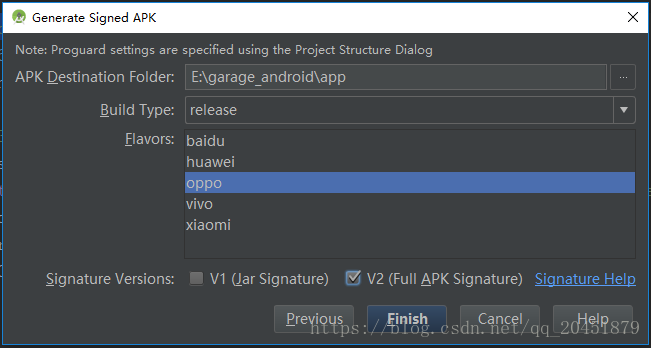 Generate Signed APK
Note: Proguard settings are specified using the Project Structure Dialog
APK Destination Folder: E:\garage_android\app ...
Build Type: release
Flavors:
baidu
huawei
oppo
vivo
xiaomi
Signature Versions: V1 (Jar Signature) V2 (Full APK Signature) Signature Help
Previous Finish Cancel Help
https://blog.csdn.net/qq_20451879